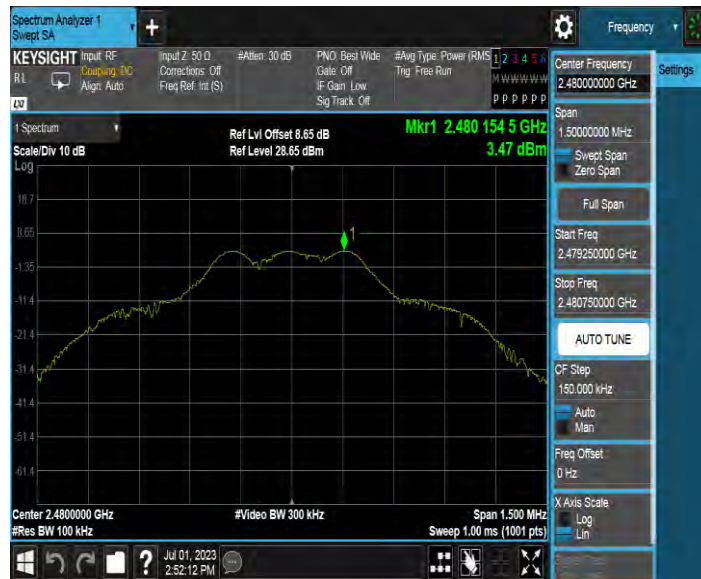 Spectrum Analyzer 1
Swept SA
+
Frequency
KEYSIGHT
RL
LXI
Input: RF
Coupling: DC
Align: Auto
Input Z: 50 Ω
Corrections: Off
Freq Ref: Int (S)
#Atten: 30 dB
PNO: Best Wide
Gate: Off
IF Gain: Low
Sig Track: Off
#Avg Type: Power (RMS
Trig: Free Run
1 2 3 4 5 6
M W W W W W
P P P P P P
1 Spectrum
Scale/Div 10 dB
Log
Ref Lvl Offset 8.65 dB
Ref Level 28.65 dBm
Mkr1 2.480 154 5 GHz
3.47 dBm
18.7
8.65
-1.35
-11.4
-21.4
-31.4
-41.4
-51.4
-61.4
1
Center 2.4800000 GHz
#Res BW 100 kHz
#Video BW 300 kHz
Span 1.500 MHz
Sweep 1.00 ms (1001 pts)
Center Frequency
2.480000000 GHz
Settings
Span
1.50000000 MHz
Swept Span
Zero Span
Full Span
Start Freq
2.479250000 GHz
Stop Freq
2.480750000 GHz
AUTO TUNE
CF Step
150.000 kHz
Auto
Man
Freq Offset
0 Hz
X Axis Scale
Log
Lin
?
Jul 01, 2023
2:52:12 PM